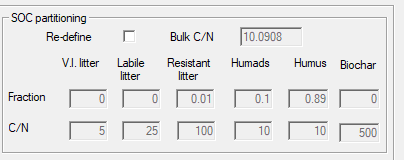 SOC partitioning
Re-define Bulk C/N 10.0908
V.l. litter Labile litter Resistant litter Humads Humus Biochar
Fraction 0 0 0.01 0.1 0.89 0
C/N 5 25 100 10 10 500